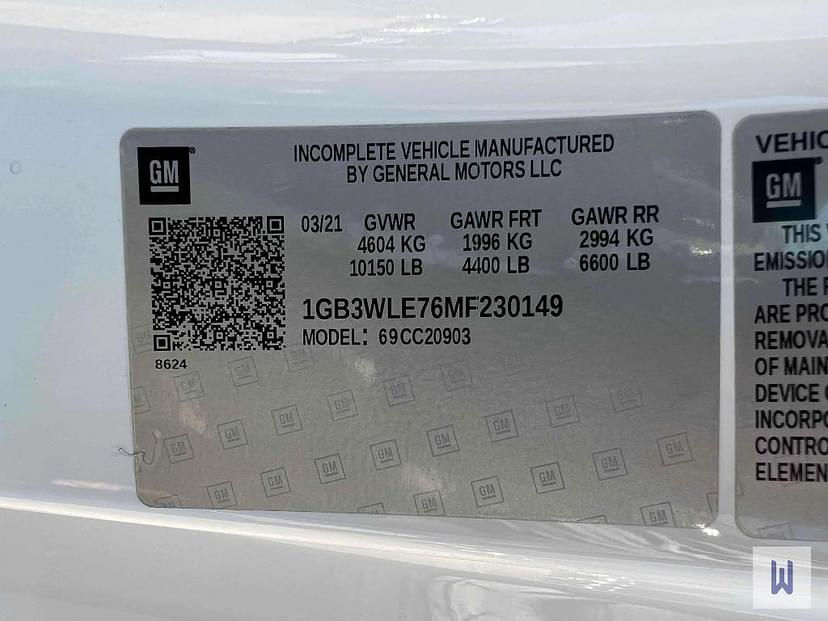 GM
INCOMPLETE VEHICLE MANUFACTURED
BY GENERAL MOTORS LLC
03/21 GVWR GAWR FRT GAWR RR
4604 KG 1996 KG 2994 KG
10150 LB 4400 LB 6600 LB
1GB3WLE76MF230149
MODEL: 69CC20903
8624
VEHIC
GM
THIS V
EMISSION
THE F
ARE PRO
REMOVA
OF MAIN
DEVICE
INCORPO
CONTRO
ELEMEN
W